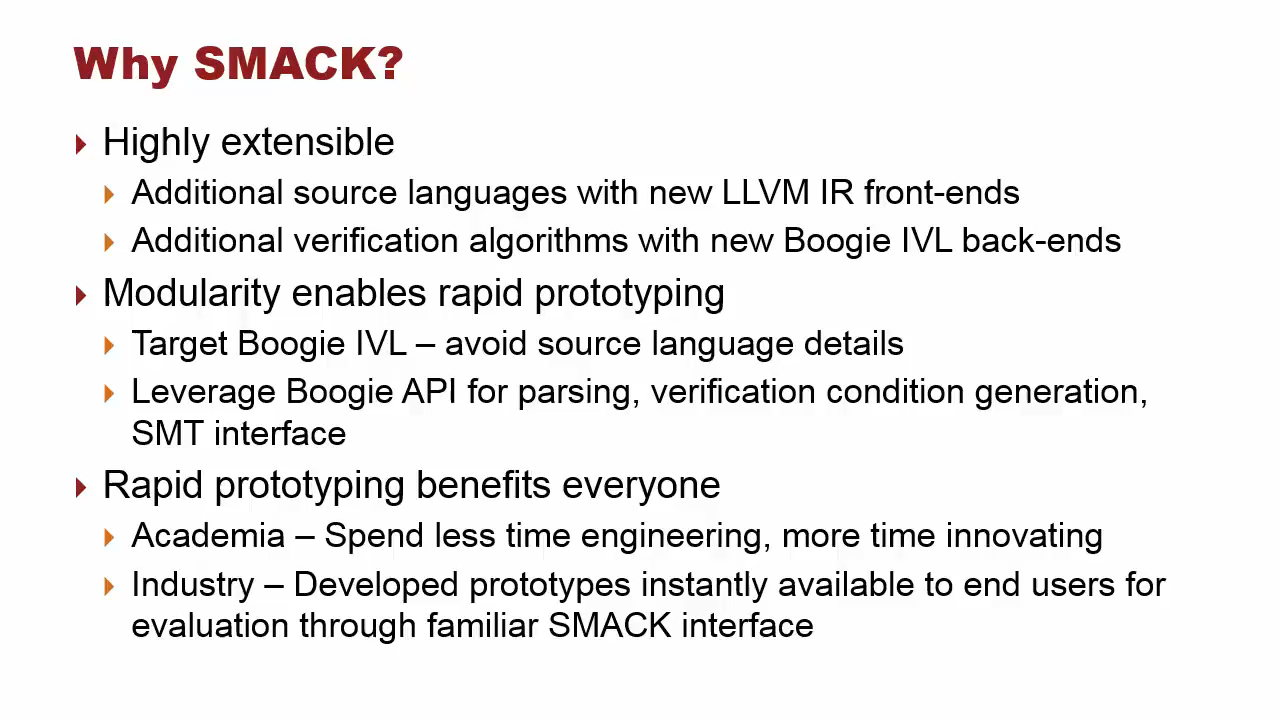 Why SMACK?
Highly extensible
Additional source languages with new LLVM IR front-ends
Additional verification algorithms with new Boogie IVL back-ends
Modularity enables rapid prototyping
Target Boogie IVL – avoid source language details
Leverage Boogie API for parsing, verification condition generation,
SMT interface
Rapid prototyping benefits everyone
Academia – Spend less time engineering, more time innovating
Industry – Developed prototypes instantly available to end users for
evaluation through familiar SMACK interface